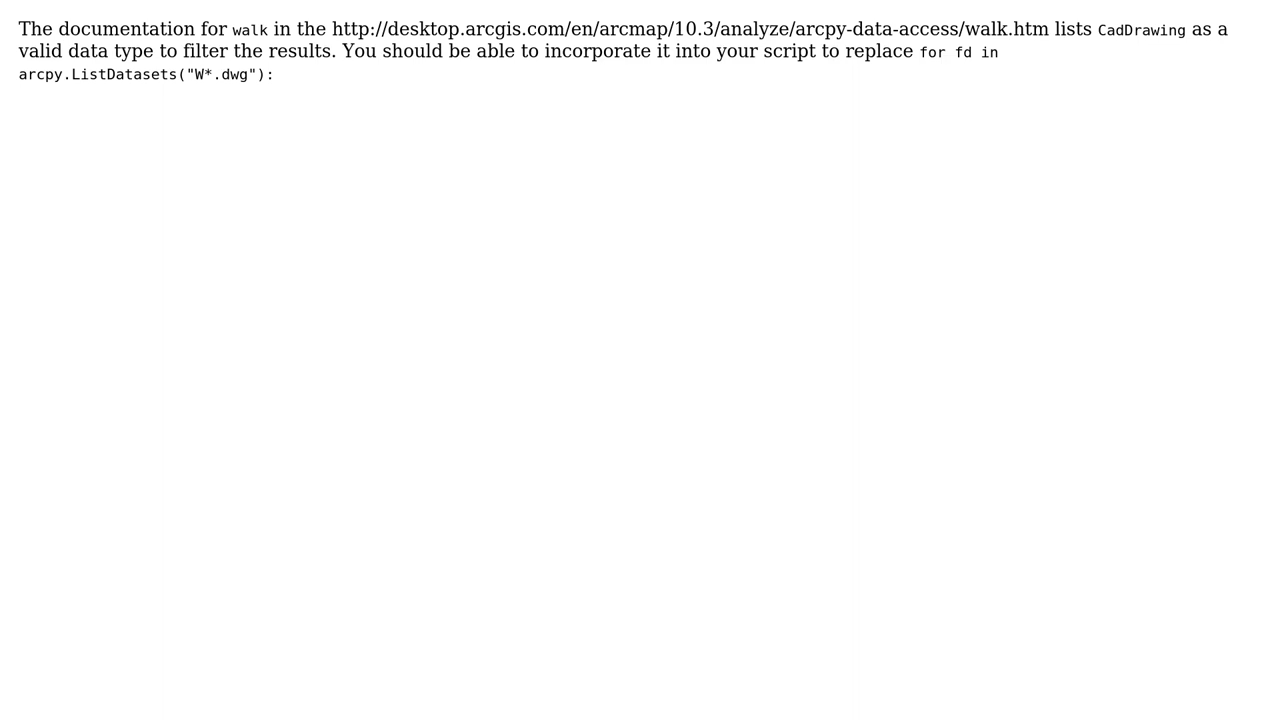 The documentation for walk in the http://desktop.arcgis.com/en/arcmap/10.3/analyze/arcpy-data-access/walk.htm lists CadDrawing as a
valid data type to filter the results. You should be able to incorporate it into your script to replace for fd in
arcpy.ListDatasets("W*.dwg"):